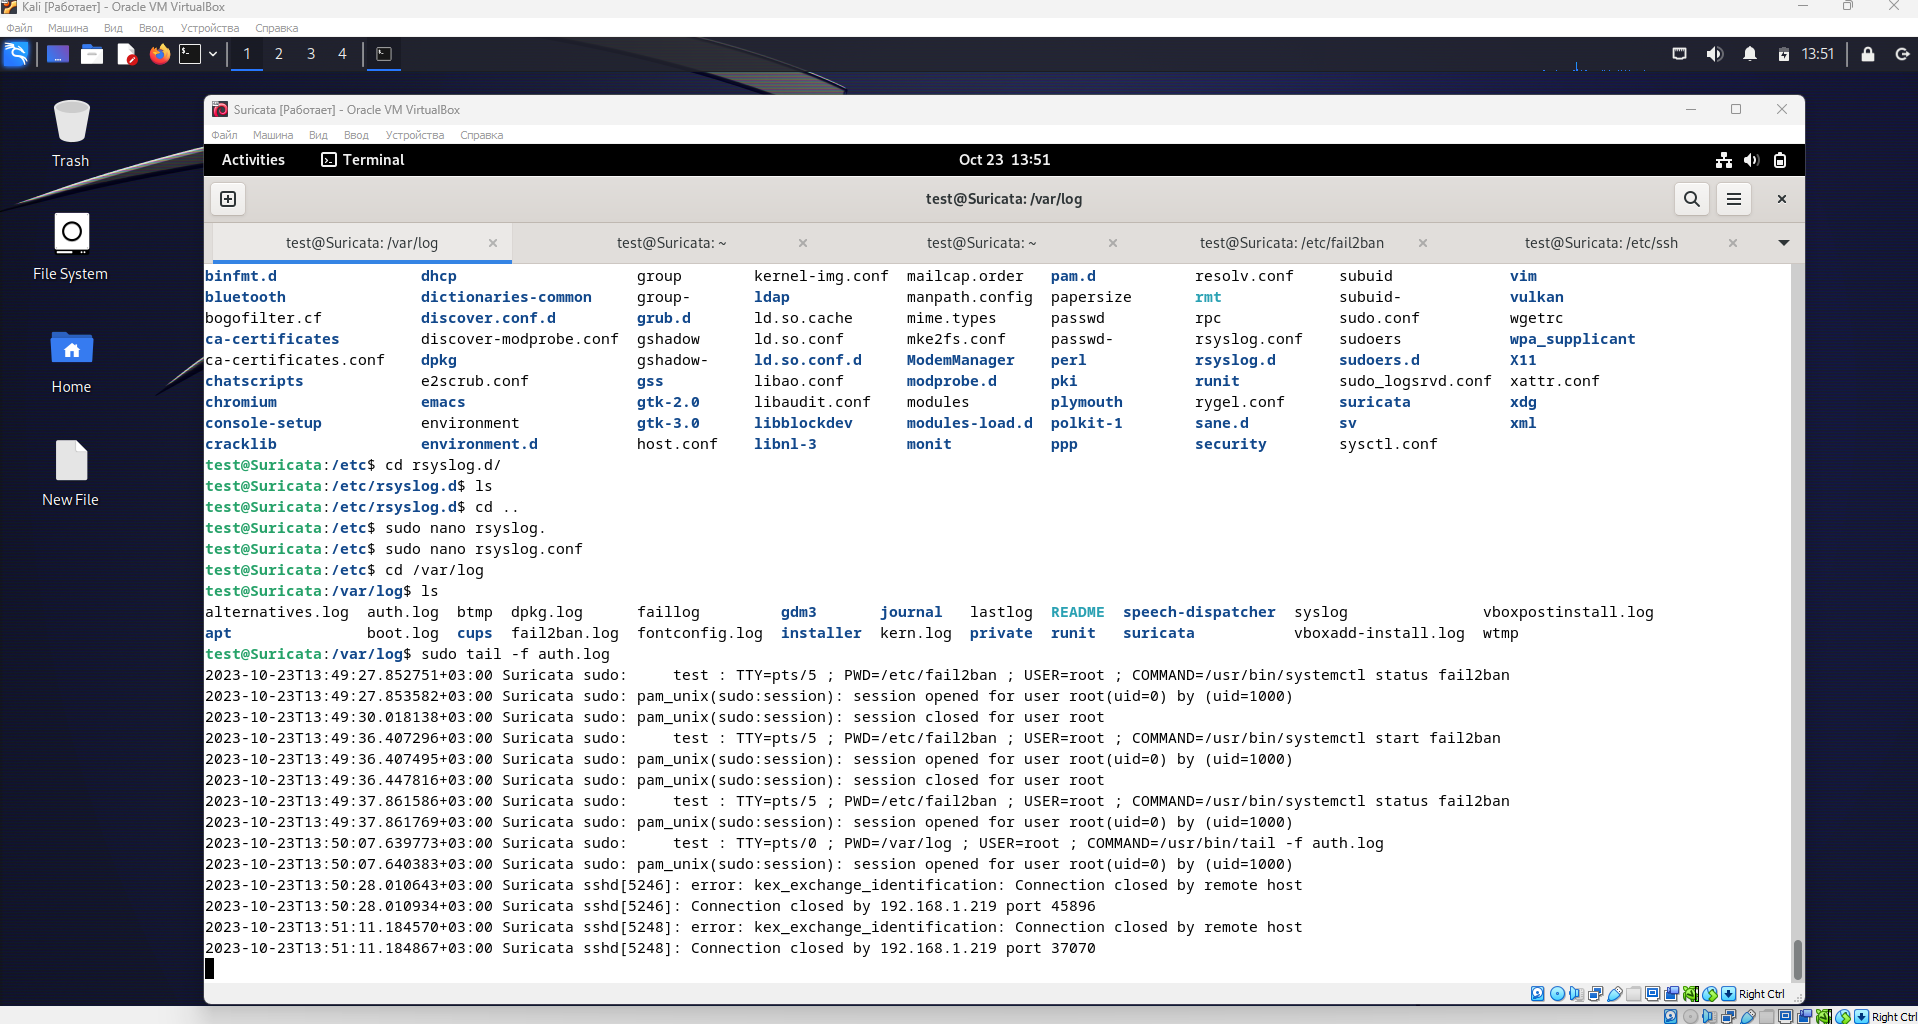 Kali [Работает] - Oracle VM VirtualBox
Файл Машина Вид Ввод Устройства Справка
1 2 3 4 13:51
Trash
File System
Home
New File
Suricata [Работает] - Oracle VM VirtualBox
Файл Машина Вид Ввод Устройства Справка
Activities Terminal Oct 23 13:51
test@Suricata: /var/log
test@Suricata: /var/log test@Suricata: ~ test@Suricata: ~ test@Suricata: /etc/fail2ban test@Suricata: /etc/ssh
binfmt.d dhcp group kernel-img.conf mailcap.order pam.d resolv.conf subuid vim
bluetooth dictionaries-common group- ldap manpath.config papersize rmt subuid- vulkan
bogofilter.cf discover.conf.d grub.d ld.so.cache mime.types passwd rpc sudo.conf wgetrc
ca-certificates discover-modprobe.conf gshadow ld.so.conf mke2fs.conf passwd- rsyslog.conf sudoers wpa_supplicant
ca-certificates.conf dpkg gshadow- ld.so.conf.d ModemManager perl rsyslog.d sudoers.d X11
chatscripts e2scrub.conf gss libao.conf modprobe.d pki runit sudo_logsrvd.conf xattr.conf
chromium emacs gtk-2.0 libaudit.conf modules plymouth rygel.conf suricata xdg
console-setup environment gtk-3.0 libblockdev modules-load.d polkit-1 sane.d sv xml
cracklib environment.d host.conf libnl-3 monit ppp security sysctl.conf
test@Suricata:/etc$ cd rsyslog.d/
test@Suricata:/etc/rsyslog.d$ ls
test@Suricata:/etc/rsyslog.d$ cd ..
test@Suricata:/etc$ sudo nano rsyslog.
test@Suricata:/etc$ sudo nano rsyslog.conf
test@Suricata:/etc$ cd /var/log
test@Suricata:/var/log$ ls
alternatives.log auth.log btmp dpkg.log faillog gdm3 journal lastlog README speech-dispatcher syslog vboxpostinstall.log
apt boot.log cups fail2ban.log fontconfig.log installer kern.log private runit suricata vboxadd-install.log wtmp
test@Suricata:/var/log$ sudo tail -f auth.log
2023-10-23T13:49:27.852751+03:00 Suricata sudo: test : TTY=pts/5 ; PWD=/etc/fail2ban ; USER=root ; COMMAND=/usr/bin/systemctl status fail2ban
2023-10-23T13:49:27.853582+03:00 Suricata sudo: pam_unix(sudo:session): session opened for user root(uid=0) by (uid=1000)
2023-10-23T13:49:30.018138+03:00 Suricata sudo: pam_unix(sudo:session): session closed for user root
2023-10-23T13:49:36.407296+03:00 Suricata sudo: test : TTY=pts/5 ; PWD=/etc/fail2ban ; USER=root ; COMMAND=/usr/bin/systemctl start fail2ban
2023-10-23T13:49:36.407495+03:00 Suricata sudo: pam_unix(sudo:session): session opened for user root(uid=0) by (uid=1000)
2023-10-23T13:49:36.447816+03:00 Suricata sudo: pam_unix(sudo:session): session closed for user root
2023-10-23T13:49:37.861586+03:00 Suricata sudo: test : TTY=pts/5 ; PWD=/etc/fail2ban ; USER=root ; COMMAND=/usr/bin/systemctl status fail2ban
2023-10-23T13:49:37.861769+03:00 Suricata sudo: pam_unix(sudo:session): session opened for user root(uid=0) by (uid=1000)
2023-10-23T13:50:07.639773+03:00 Suricata sudo: test : TTY=pts/0 ; PWD=/var/log ; USER=root ; COMMAND=/usr/bin/tail -f auth.log
2023-10-23T13:50:07.640383+03:00 Suricata sudo: pam_unix(sudo:session): session opened for user root(uid=0) by (uid=1000)
2023-10-23T13:50:28.010643+03:00 Suricata sshd[5246]: error: kex_exchange_identification: Connection closed by remote host
2023-10-23T13:50:28.010934+03:00 Suricata sshd[5246]: Connection closed by 192.168.1.219 port 45896
2023-10-23T13:51:11.184570+03:00 Suricata sshd[5248]: error: kex_exchange_identification: Connection closed by remote host
2023-10-23T13:51:11.184867+03:00 Suricata sshd[5248]: Connection closed by 192.168.1.219 port 37070
Right Ctrl
Right Ctrl